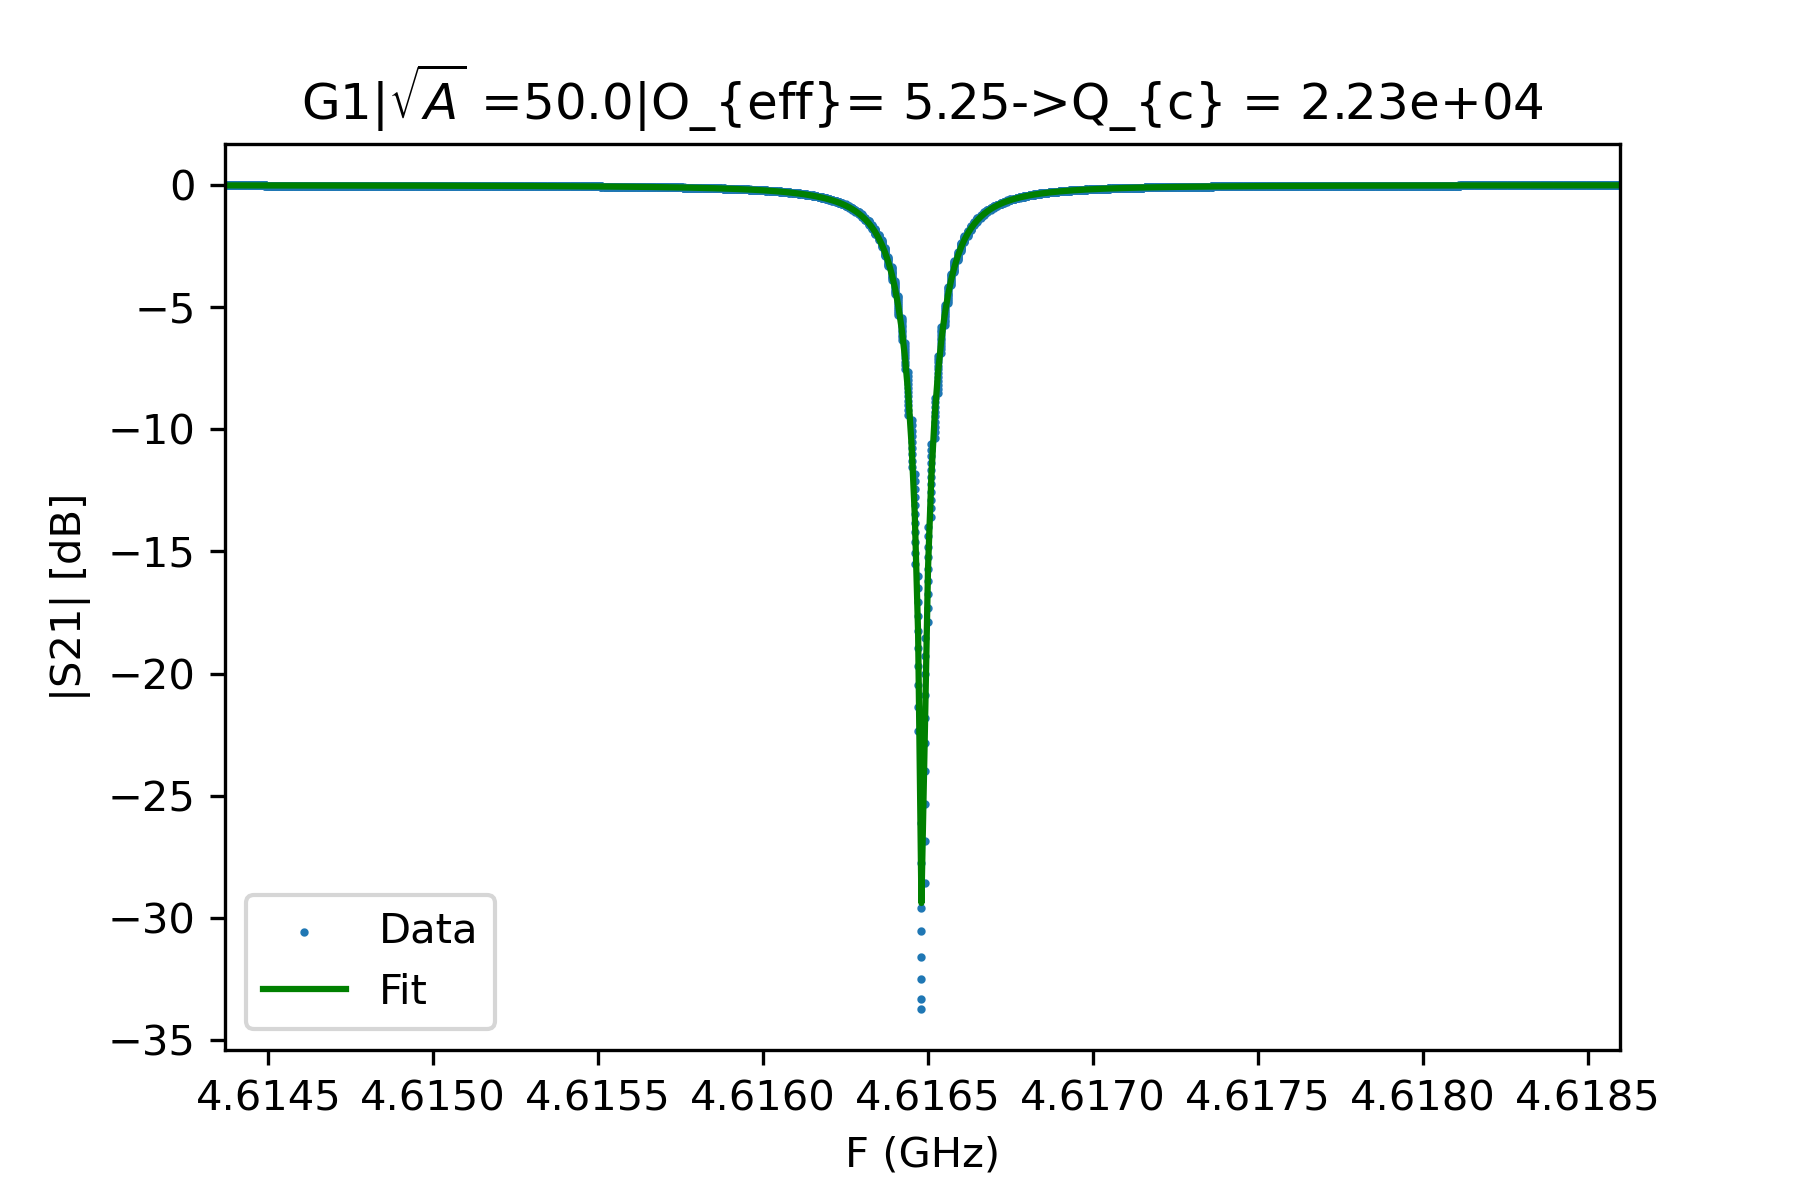 G1|√A =50.0|O_{eff}= 5.25->Q_{c} = 2.23e+04
0
−5
−10
−15
−20
−25
−30
−35
|S21| [dB]
Data
Fit
4.6145 4.6150 4.6155 4.6160 4.6165 4.6170 4.6175 4.6180 4.6185
F (GHz)